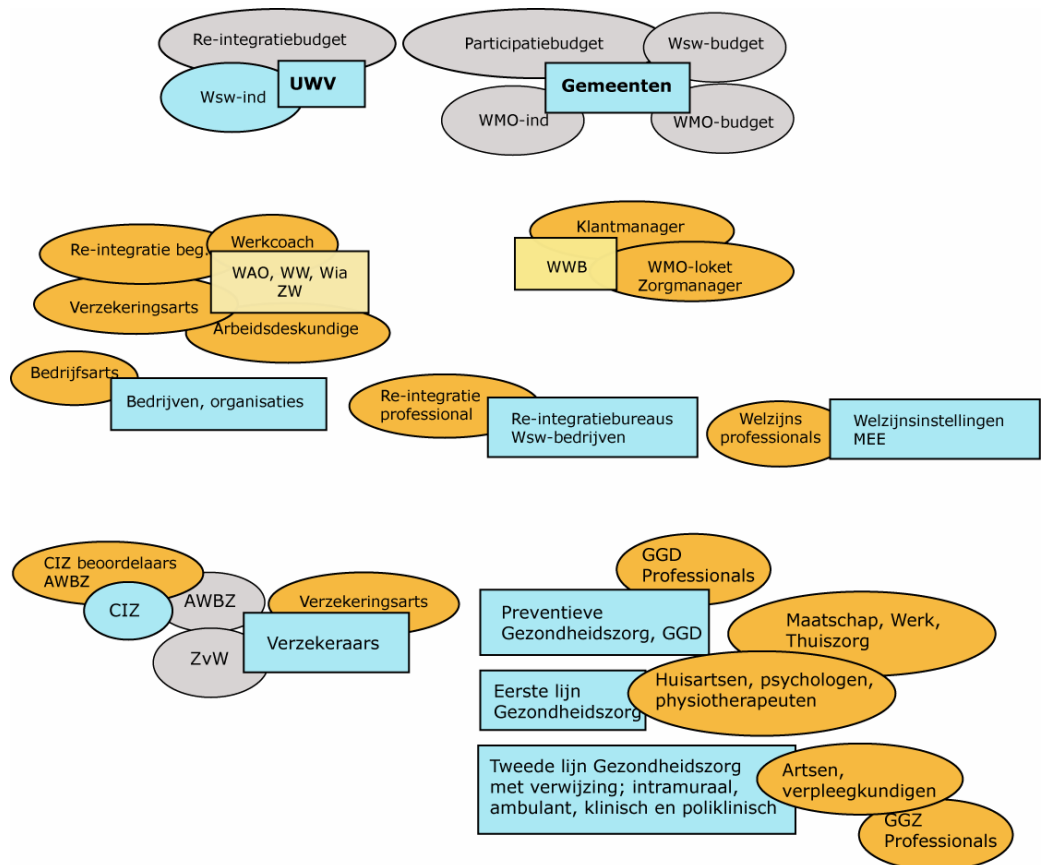 Re-integratiebudget
Participatiebudget
Wsw-budget
UWV
Gemeenten
Wsw-ind
WMO-ind
WMO-budget
Re-integratie beg.
Werkcoach
WAO, WW, Wia
ZW
Verzekeringsarts
Arbeidsdeskundige
Klantmanager
WWB
WMO-loket
Zorgmanager
Bedrijfsarts
Bedrijven, organisaties
Re-integratie
professional
Re-integratiebureaus
Wsw-bedrijven
Welzijns
professionals
Welzijnsinstellingen
MEE
CIZ beoordelaars
AWBZ
CIZ
AWBZ
ZvW
Verzekeringsarts
Verzekeraars
GGD
Professionals
Preventieve
Gezondheidszorg, GGD
Maatschap, Werk,
Thuiszorg
Eerste lijn
Gezondheidszorg
Huisartsen, psychologen,
physiotherapeuten
Tweede lijn Gezondheidszorg
met verwijzing; intramuraal,
ambulant, klinisch en poliklinisch
Artsen,
verpleegkundigen
GGZ
Professionals